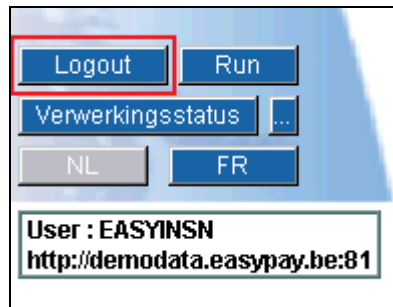 Logout Run
Verwerkingsstatus ...
NL FR
User : EASYINSN
http://demodata.easypay.be:81